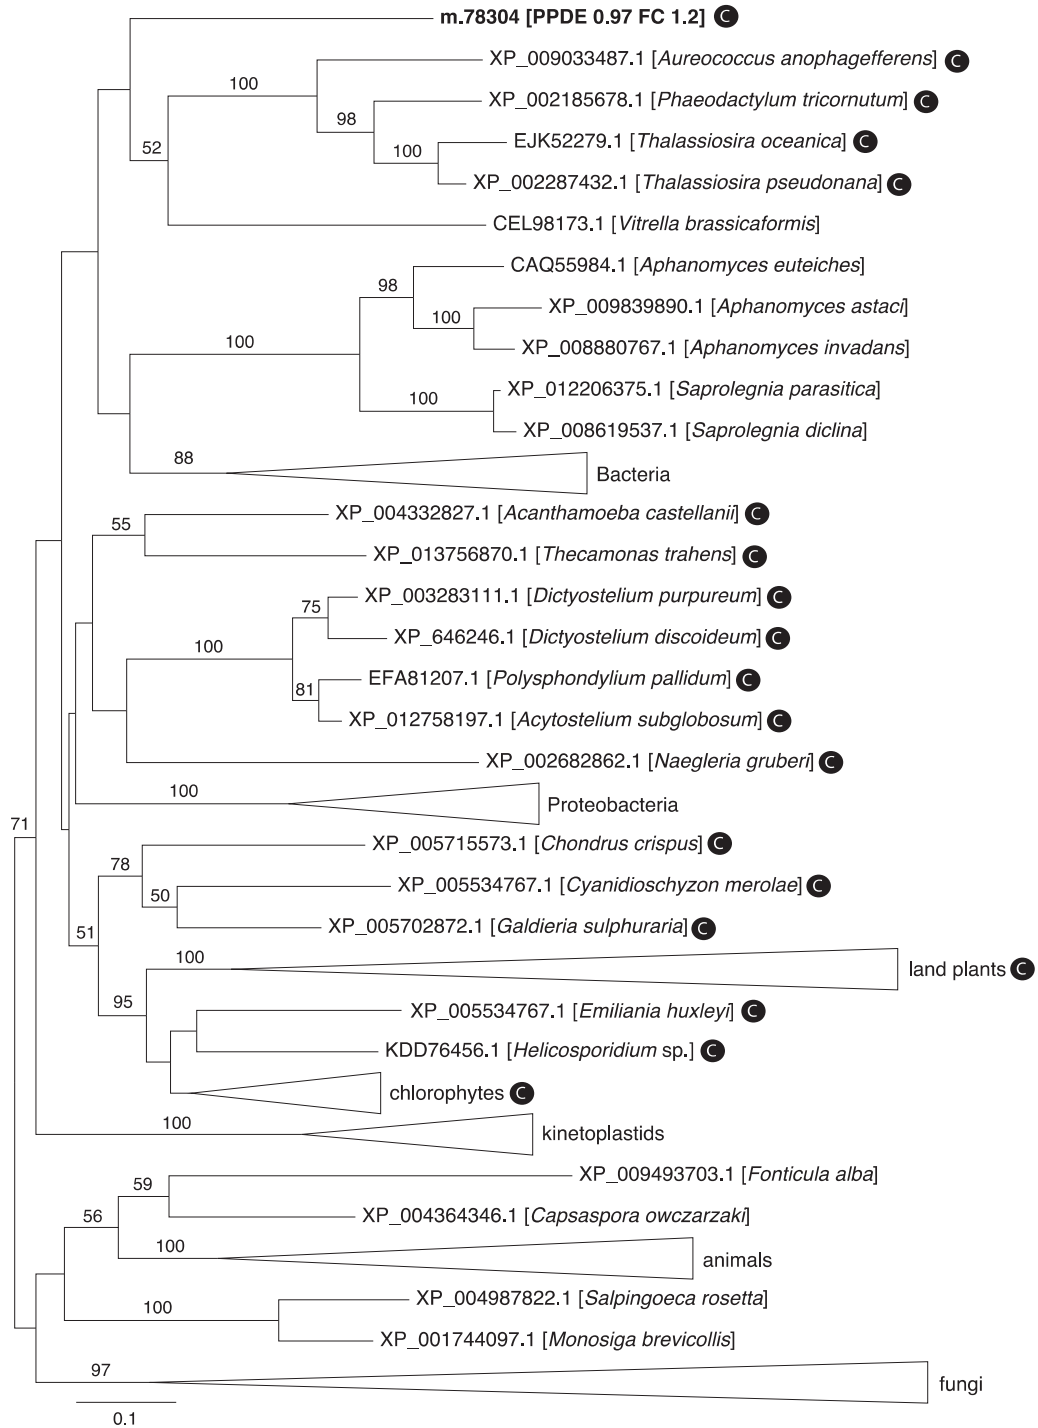 m.78304 [PPDE 0.97 FC 1.2] C
XP_009033487.1 [Aureococcus anophagefferens] C
100
XP_002185678.1 [Phaeodactylum tricornutum] C
98
EJK52279.1 [Thalassiosira oceanica] C
52
100
XP_002287432.1 [Thalassiosira pseudonana] C
CEL98173.1 [Vitrella brassicaformis]
CAQ55984.1 [Aphanomyces euteiches]
98
XP_009839890.1 [Aphanomyces astaci]
100
100
XP_008880767.1 [Aphanomyces invadans]
XP_012206375.1 [Saprolegnia parasitica]
100
XP_008619537.1 [Saprolegnia diclina]
88
Bacteria
XP_004332827.1 [Acanthamoeba castellanii] C
55
XP_013756870.1 [Thecamonas trahens] C
XP_003283111.1 [Dictyostelium purpureum] C
75
XP_646246.1 [Dictyostelium discoideum] C
100
EFA81207.1 [Polysphondylium pallidum] C
81
XP_012758197.1 [Acytostelium subglobosum] C
XP_002682862.1 [Naegleria gruberi] C
100
Proteobacteria
71
XP_005715573.1 [Chondrus crispus] C
78
XP_005534767.1 [Cyanidioschyzon merolae] C
50
XP_005702872.1 [Galdieria sulphuraria] C
51
100
land plants C
95
XP_005534767.1 [Emiliania huxleyi] C
KDD76456.1 [Helicosporidium sp.] C
chlorophytes C
100
kinetoplastids
XP_009493703.1 [Fonticula alba]
59
XP_004364346.1 [Capsaspora owczarzaki]
56
100
animals
XP_004987822.1 [Salpingoeca rosetta]
100
XP_001744097.1 [Monosiga brevicollis]
97
fungi
0.1